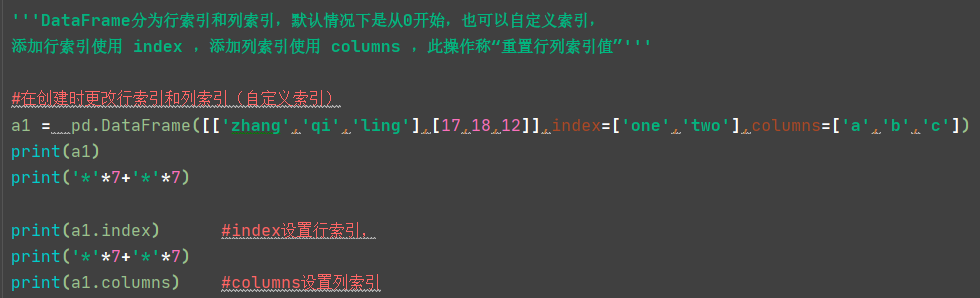 '''DataFrame分为行索引和列索引，默认情况下是从0开始，也可以自定义索引，
添加行索引使用 index ，添加列索引使用 columns ，此操作称“重置行列索引值”'''
#在创建时更改行索引和列索引（自定义索引）
a1 =  pd.DataFrame([['zhang','qi','ling'],[17,18,12]],index=['one','two'],columns=['a','b','c'])
print(a1)
print('*'*7+'*'*7)
print(a1.index)      #index设置行索引，
print('*'*7+'*'*7)
print(a1.columns)    #columns设置列索引